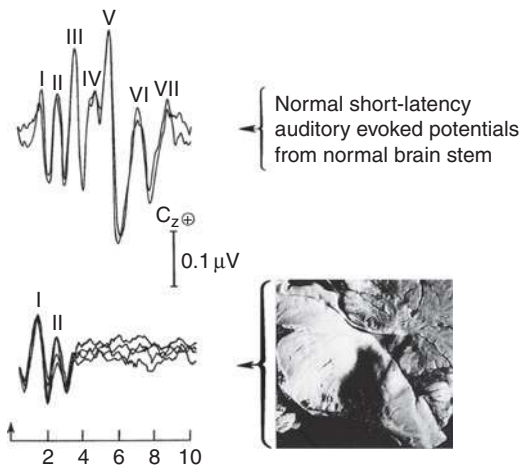 I II III IV V VI VII
Normal short-latency
auditory evoked potentials
from normal brain stem
Cz⊕
0.1 μV
I
II
2 4 6 8 10